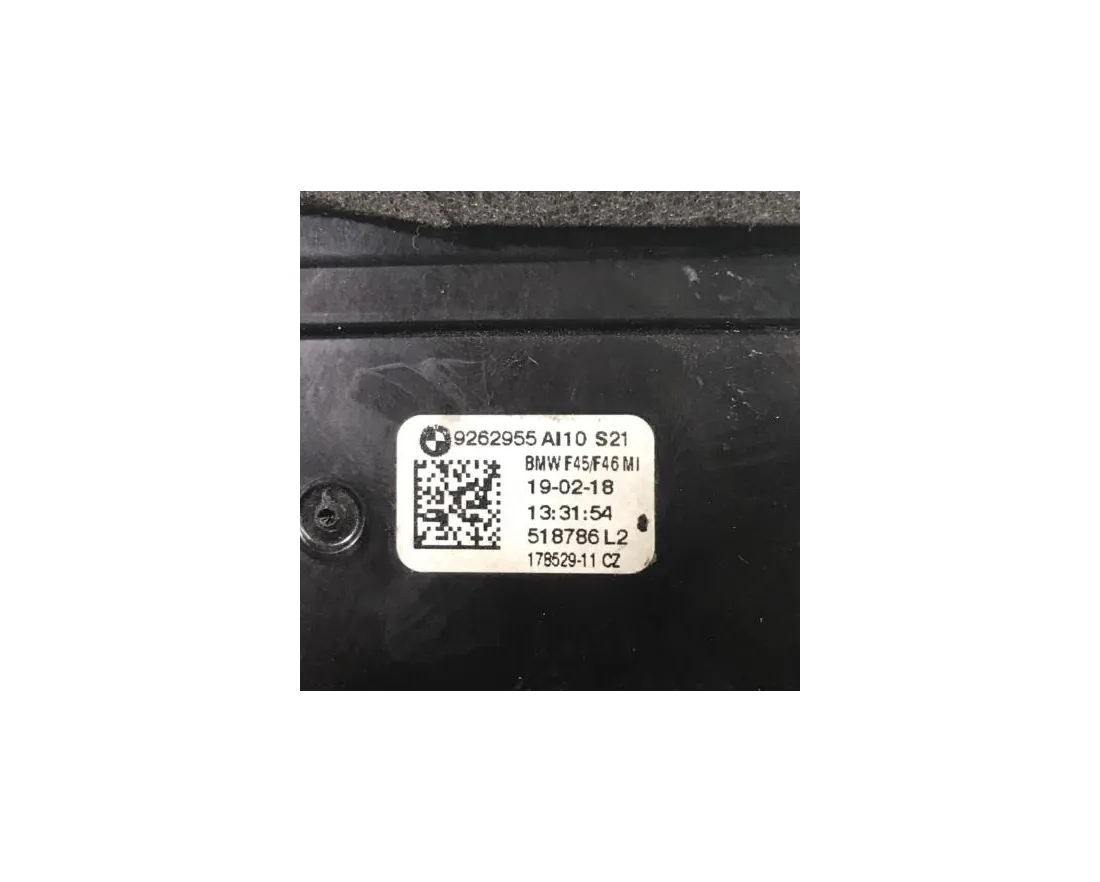 9262955 AI10 S21
BMW F45/F46 MI
19-02-18
13:31:54
518786 L2
178529-11 CZ